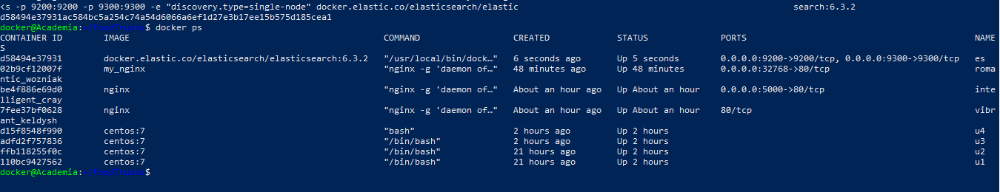 <s -p 9200:9200 -p 9300:9300 -e "discovery.type=single-node" docker.elastic.co/elasticsearch/elastic search:6.3.2
d58494e37931ac584bc5a254c74a54d6066a6ef1d27e3b17ee15b575d185cea1
docker@Academia: $ docker ps
CONTAINER ID IMAGE COMMAND CREATED STATUS PORTS NAME
S
d58494e37931 docker.elastic.co/elasticsearch/elasticsearch:6.3.2 "/usr/local/bin/dock…" 6 seconds ago Up 5 seconds 0.0.0.0:9200->9200/tcp, 0.0.0.0:9300->9300/tcp es
02b9cf12007f my_nginx "nginx -g 'daemon of…" 48 minutes ago Up 48 minutes 0.0.0.0:32768->80/tcp roma
ntic_wozniak
be4f886e69d0 nginx "nginx -g 'daemon of…" About an hour ago Up About an hour 0.0.0.0:5000->80/tcp inte
lligent_cray
7fee37bf0628 nginx "nginx -g 'daemon of…" About an hour ago Up About an hour 80/tcp vibr
ant_keldysh
d15f8548f990 centos:7 "bash" 2 hours ago Up 2 hours u4
adfd2f757836 centos:7 "/bin/bash" 2 hours ago Up 2 hours u3
ffb118255f0c centos:7 "/bin/bash" 21 hours ago Up 2 hours u2
110bc9427562 centos:7 "/bin/bash" 21 hours ago Up 2 hours u1
docker@Academia: $